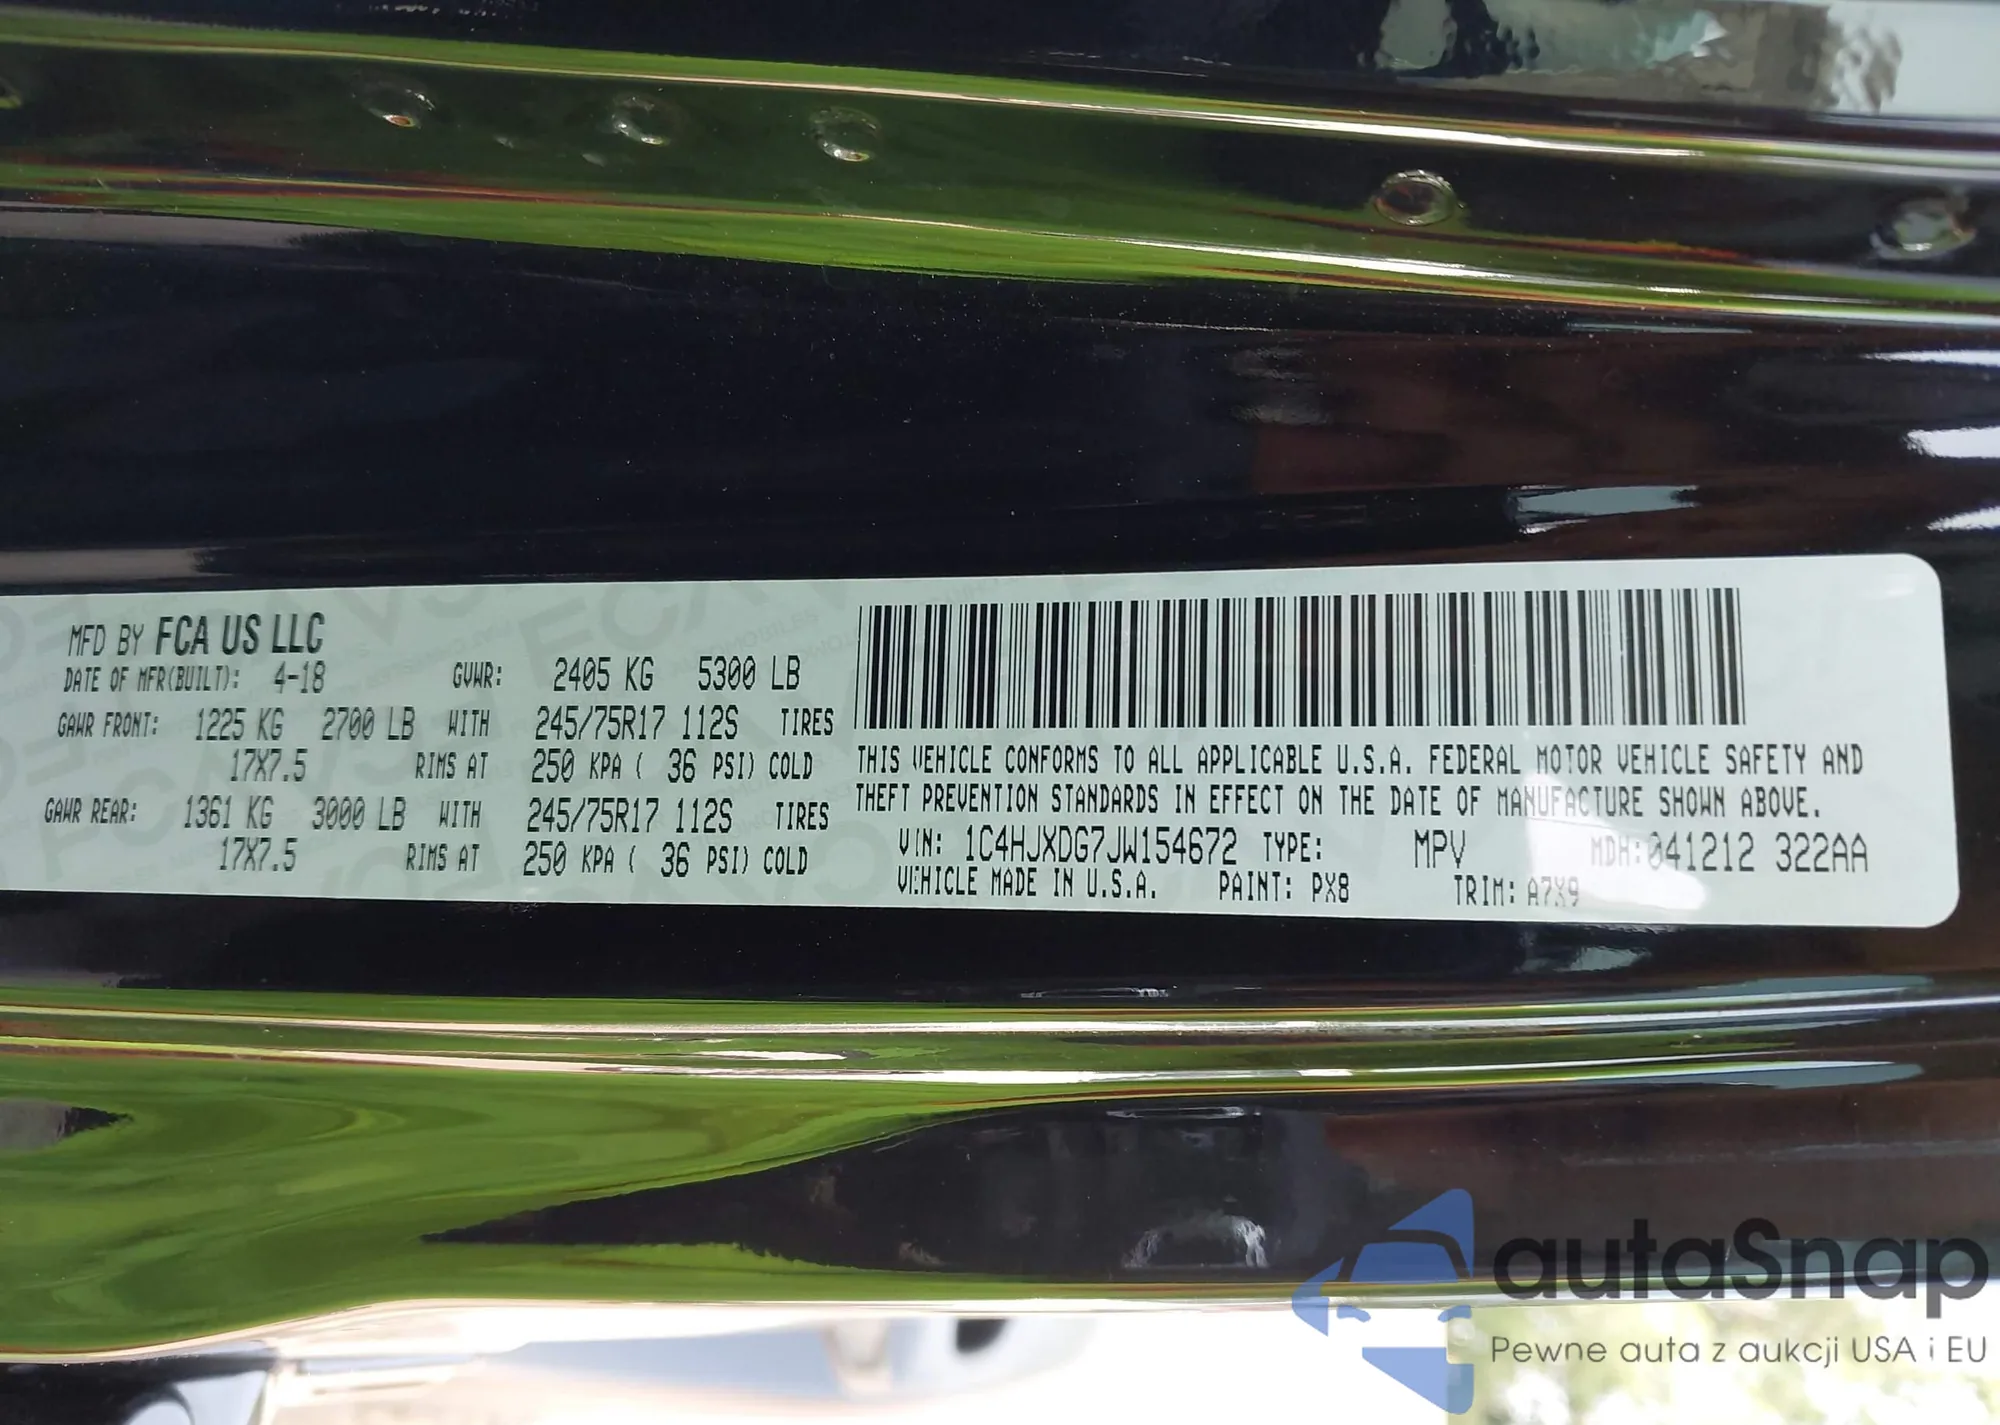 MFD BY FCA US LLC
DATE OF MFR(BUILT): 4-18 GVWR: 2405 KG 5300 LB
GAWR FRONT: 1225 KG 2700 LB WITH 245/75R17 112S TIRES
17X7.5 RIMS AT 250 KPA ( 36 PSI) COLD
GAWR REAR: 1361 KG 3000 LB WITH 245/75R17 112S TIRES
17X7.5 RIMS AT 250 KPA ( 36 PSI) COLD
THIS VEHICLE CONFORMS TO ALL APPLICABLE U.S.A. FEDERAL MOTOR VEHICLE SAFETY AND
THEFT PREVENTION STANDARDS IN EFFECT ON THE DATE OF MANUFACTURE SHOWN ABOVE.
VIN: 1C4HJXDG7JW154672 TYPE: MPV MDH:041212 322AA
VEHICLE MADE IN U.S.A. PAINT: PX8 TRIM: A7X9
autaSnap
Pewne auta z aukcji USA i EU